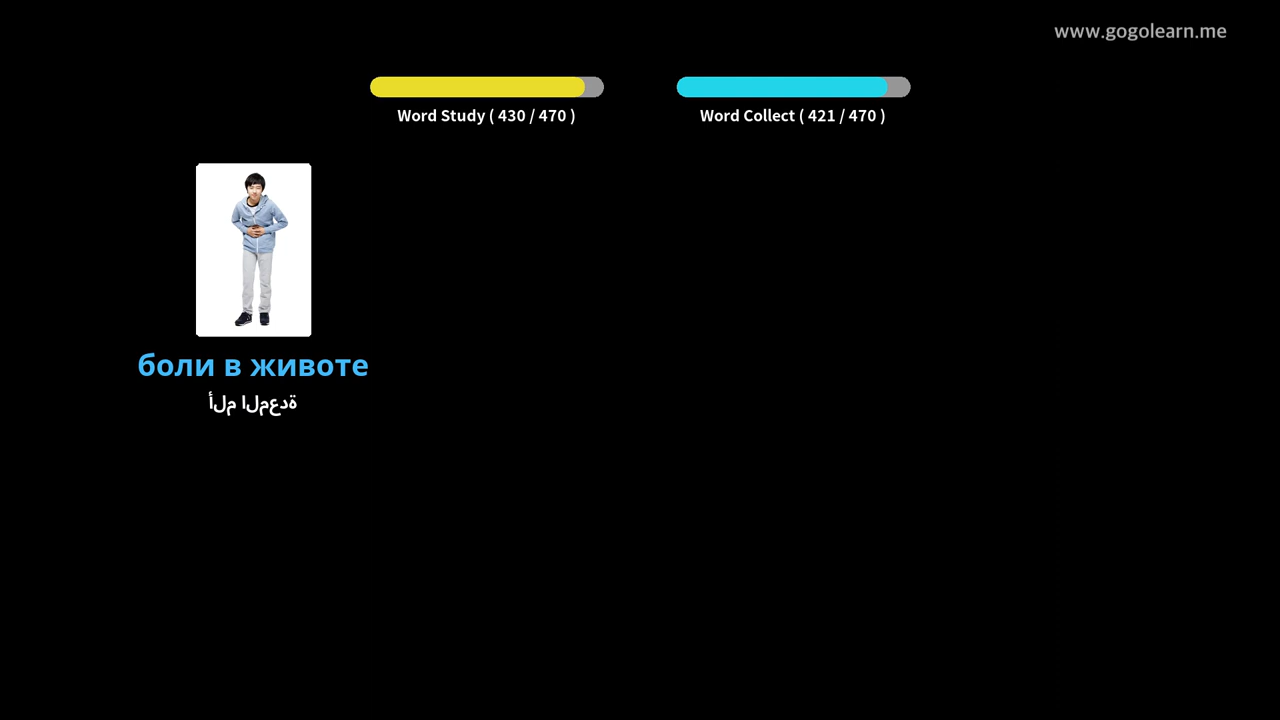 www.gogolearn.me
Word Study ( 430 / 470 )
Word Collect ( 421 / 470 )
боли в животе
ألم المعدة